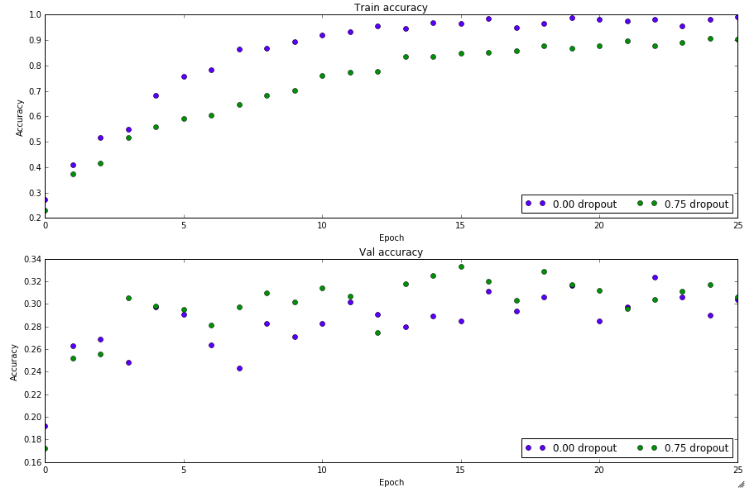 Train accuracy
1.0
0.9
0.8
0.7
0.6
0.5
0.4
0.3
0.2
Accuracy
0 5 10 15 20 25
Epoch
0.00 dropout 0.75 dropout
Val accuracy
0.34
0.32
0.30
0.28
0.26
0.24
0.22
0.20
0.18
0.16
Accuracy
0 5 10 15 20 25
Epoch
0.00 dropout 0.75 dropout